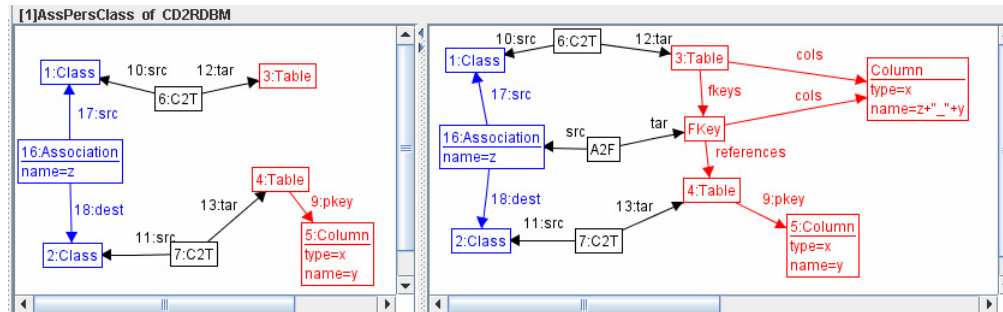 [1]AssPersClass of CD2RDBM
10:src
6:C2T
12:tar
1:Class
3:Table
17:src
16:Association
name=z
18:dest
4:Table
13:tar
9:pkey
11:src
2:Class
7:C2T
5:Column
type=x
name=y
10:src
6:C2T
12:tar
1:Class
3:Table
cols
Column
type=x
name=z+"_"+y
17:src
fkeys
cols
16:Association
name=z
src
A2F
tar
FKey
references
18:dest
4:Table
13:tar
9:pkey
11:src
2:Class
7:C2T
5:Column
type=x
name=y